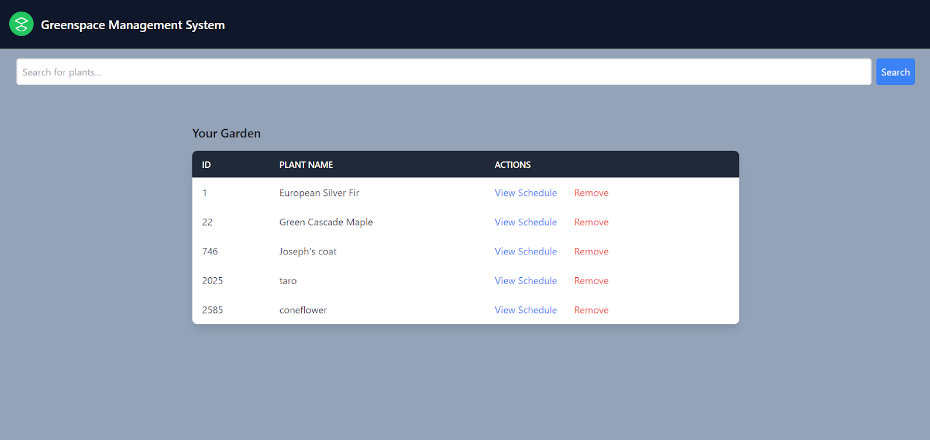 Greenspace Management System
Search for plants...
Search
Your Garden
ID PLANT NAME ACTIONS
1 European Silver Fir View Schedule Remove
22 Green Cascade Maple View Schedule Remove
746 Joseph's coat View Schedule Remove
2025 taro View Schedule Remove
2585 coneflower View Schedule Remove